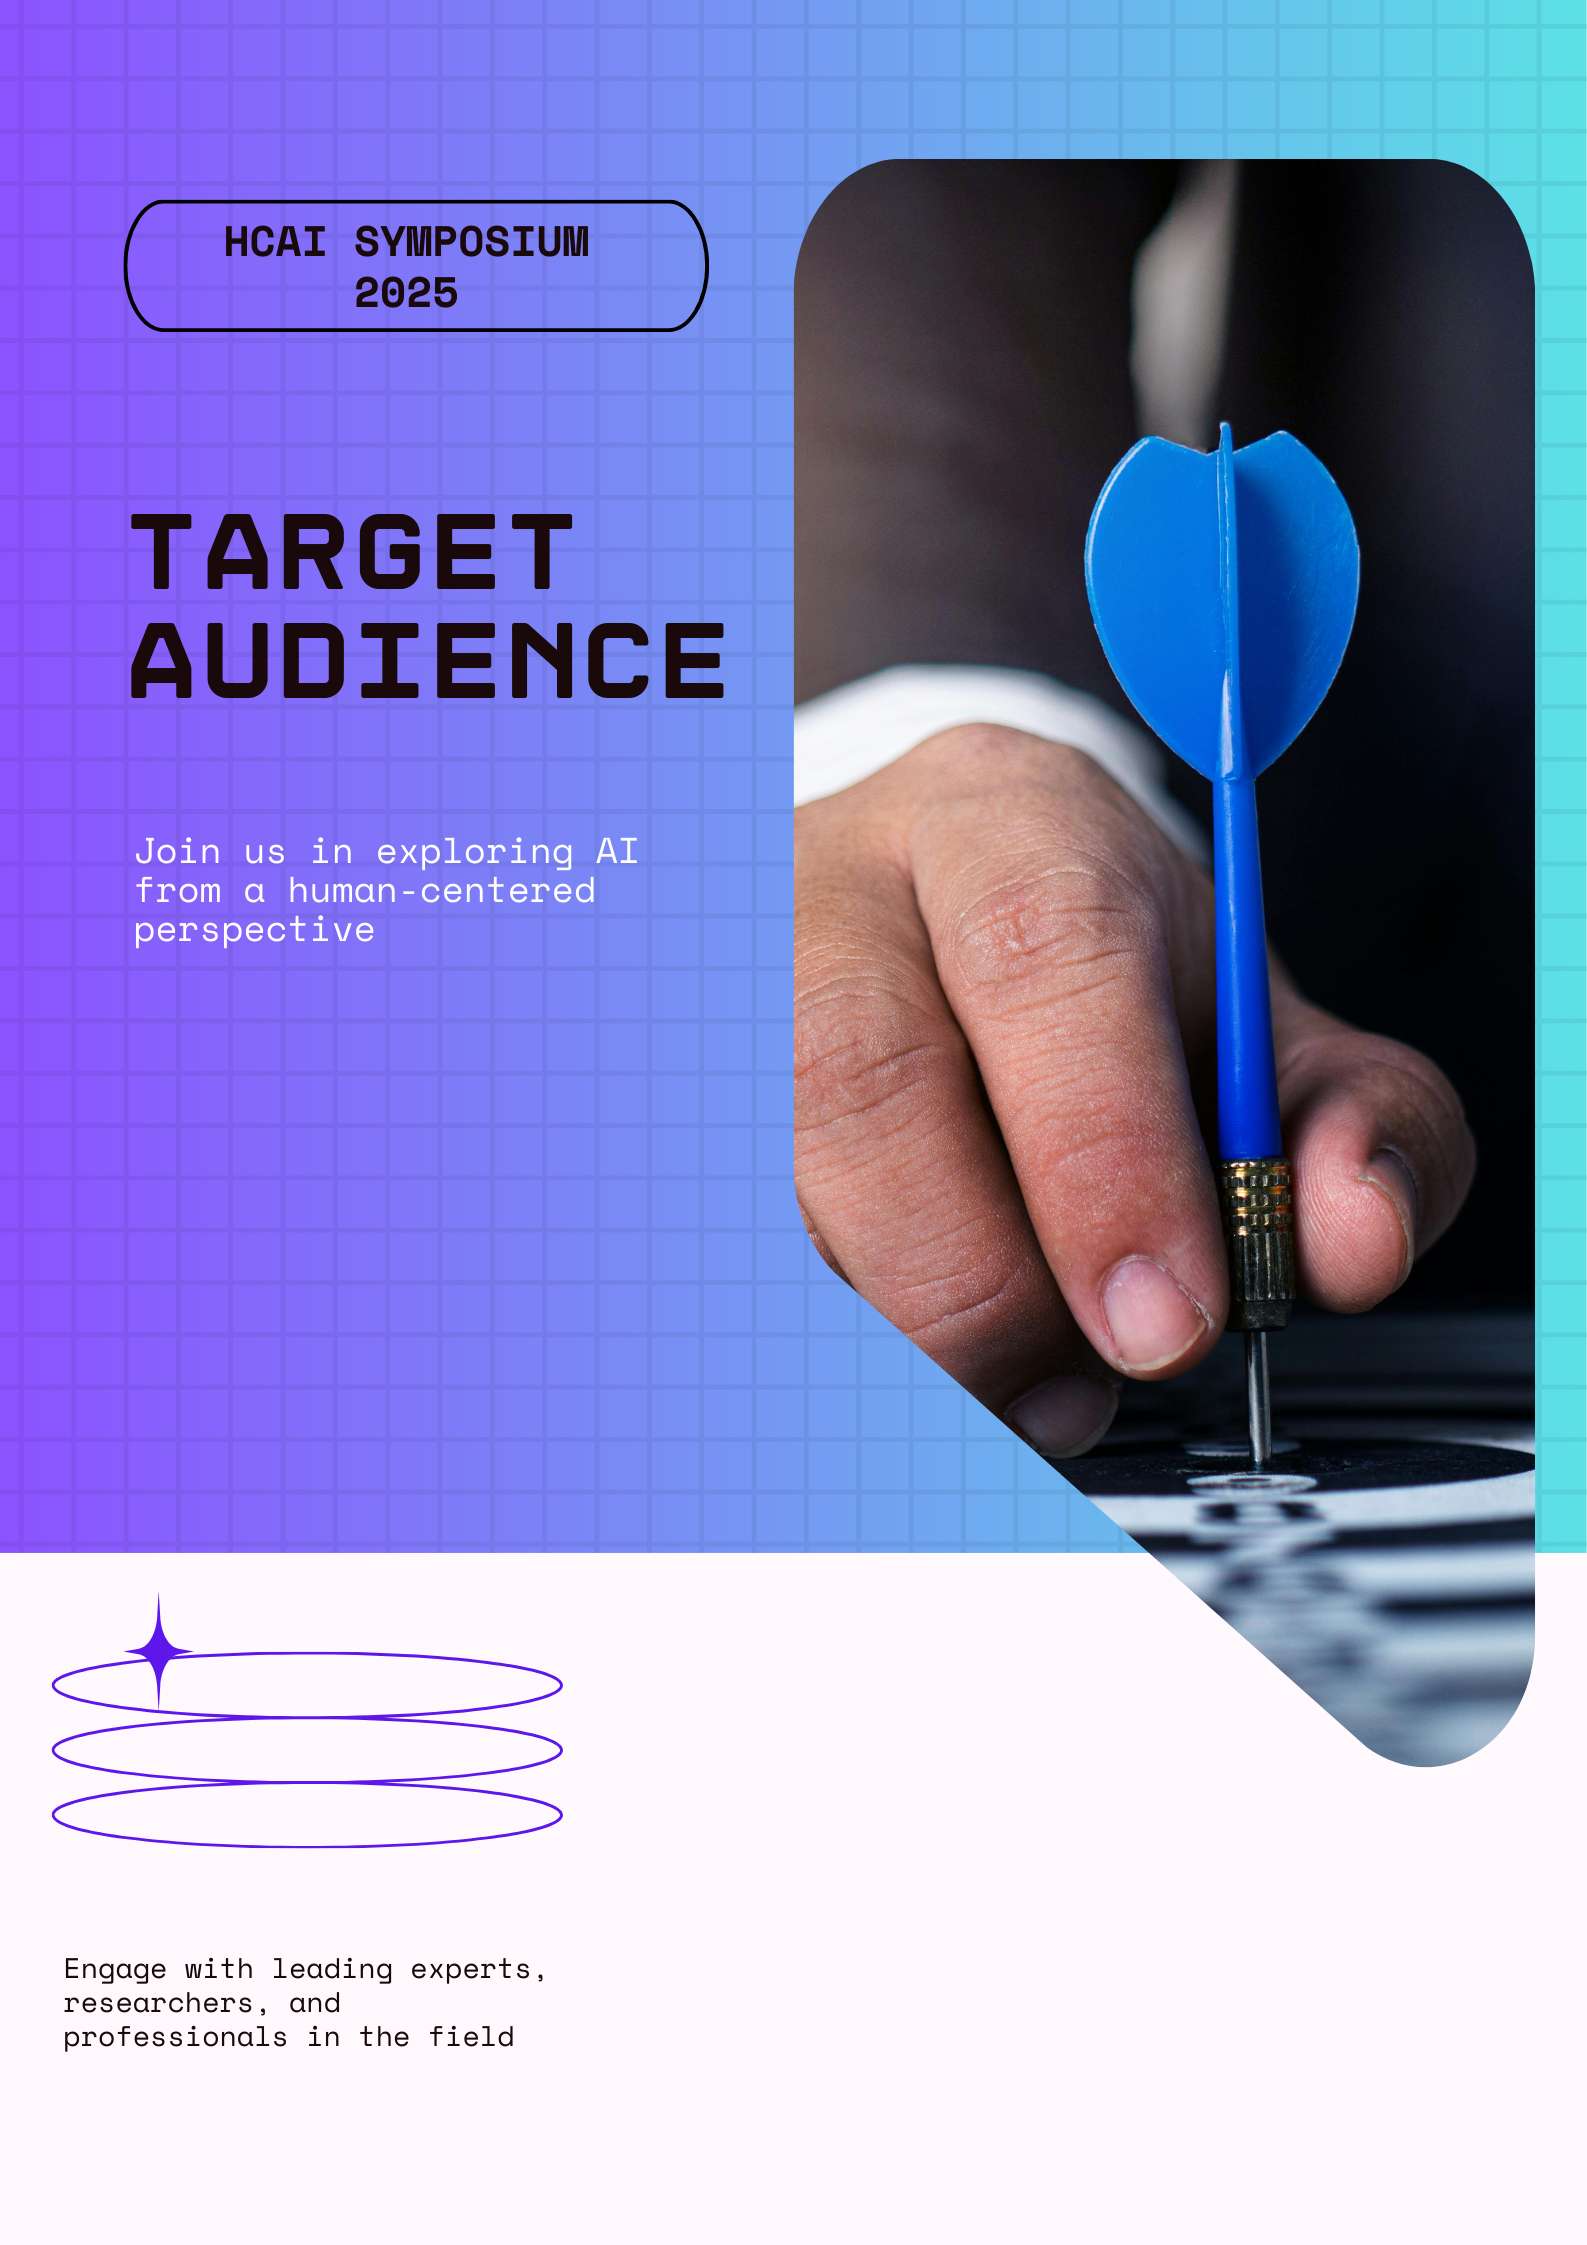 HCAI SYMPOSIUM
2025
TARGET
AUDIENCE
Join us in exploring AI
from a human-centered
perspective
Engage with leading experts,
researchers, and
professionals in the field